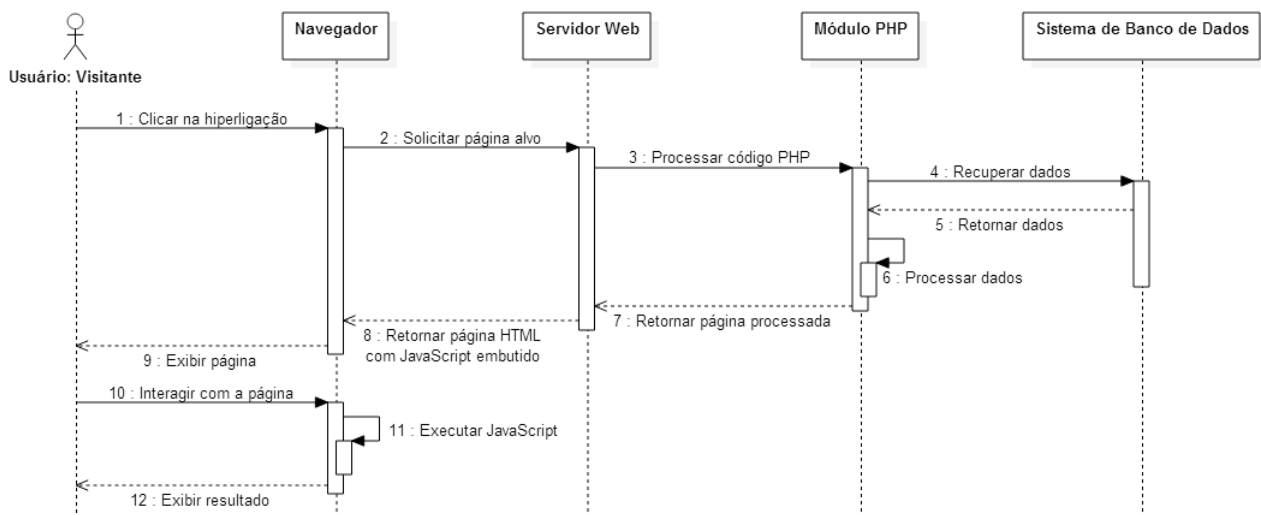 Navegador
Servidor Web
Módulo PHP
Sistema de Banco de Dados
Usuário: Visitante
1 : Clicar na hiperligação
2 : Solicitar página alvo
3 : Processar código PHP
4 : Recuperar dados
5 : Retornar dados
6 : Processar dados
7 : Retornar página processada
8 : Retornar página HTML
com JavaScript embutido
9 : Exibir página
10 : Interagir com a página
11 : Executar JavaScript
12 : Exibir resultado